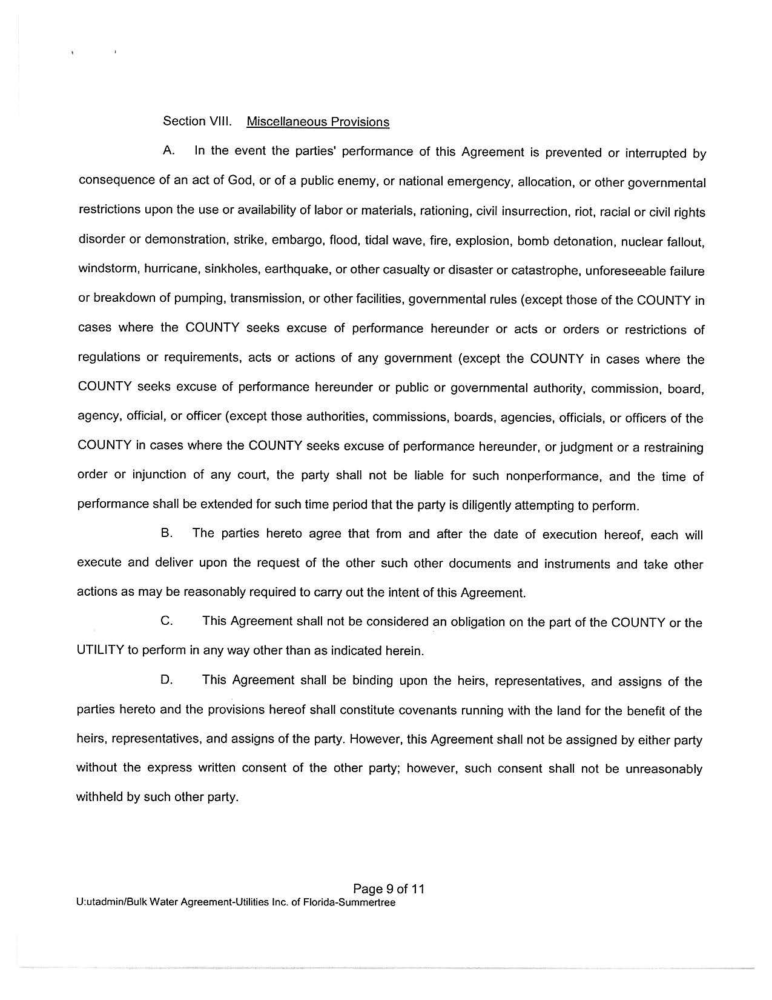 Section VIII. Miscellaneous Provisions
A. In the event the parties' performance of this Agreement is prevented or interrupted by
consequence of an act of God, or of a public enemy, or national emergency, allocation, or other governmental
restrictions upon the use or availability of labor or materials, rationing, civil insurrection, riot, racial or civil rights
disorder or demonstration, strike, embargo, flood, tidal wave, fire, explosion, bomb detonation, nuclear fallout,
windstorm, hurricane, sinkholes, earthquake, or other casualty or disaster or catastrophe, unforeseeable failure
or breakdown of pumping, transmission, or other facilities, governmental rules (except those of the COUNTY in
cases where the COUNTY seeks excuse of performance hereunder or acts or orders or restrictions of
regulations or requirements, acts or actions of any government (except the COUNTY in cases where the
COUNTY seeks excuse of performance hereunder or public or governmental authority, commission, board,
agency, official, or officer (except those authorities, commissions, boards, agencies, officials, or officers of the
COUNTY in cases where the COUNTY seeks excuse of performance hereunder, or judgment or a restraining
order or injunction of any court, the party shall not be liable for such nonperformance, and the time of
performance shall be extended for such time period that the party is diligently attempting to perform.
B. The parties hereto agree that from and after the date of execution hereof, each will
execute and deliver upon the request of the other such other documents and instruments and take other
actions as may be reasonably required to carry out the intent of this Agreement.
C. This Agreement shall not be considered an obligation on the part of the COUNTY or the
UTILITY to perform in any way other than as indicated herein.
D. This Agreement shall be binding upon the heirs, representatives, and assigns of the
parties hereto and the provisions hereof shall constitute covenants running with the land for the benefit of the
heirs, representatives, and assigns of the party. However, this Agreement shall not be assigned by either party
without the express written consent of the other party; however, such consent shall not be unreasonably
withheld by such other party.
Page 9 of 11
U:utadmin/Bulk Water Agreement-Utilities Inc. of Florida-Summertree